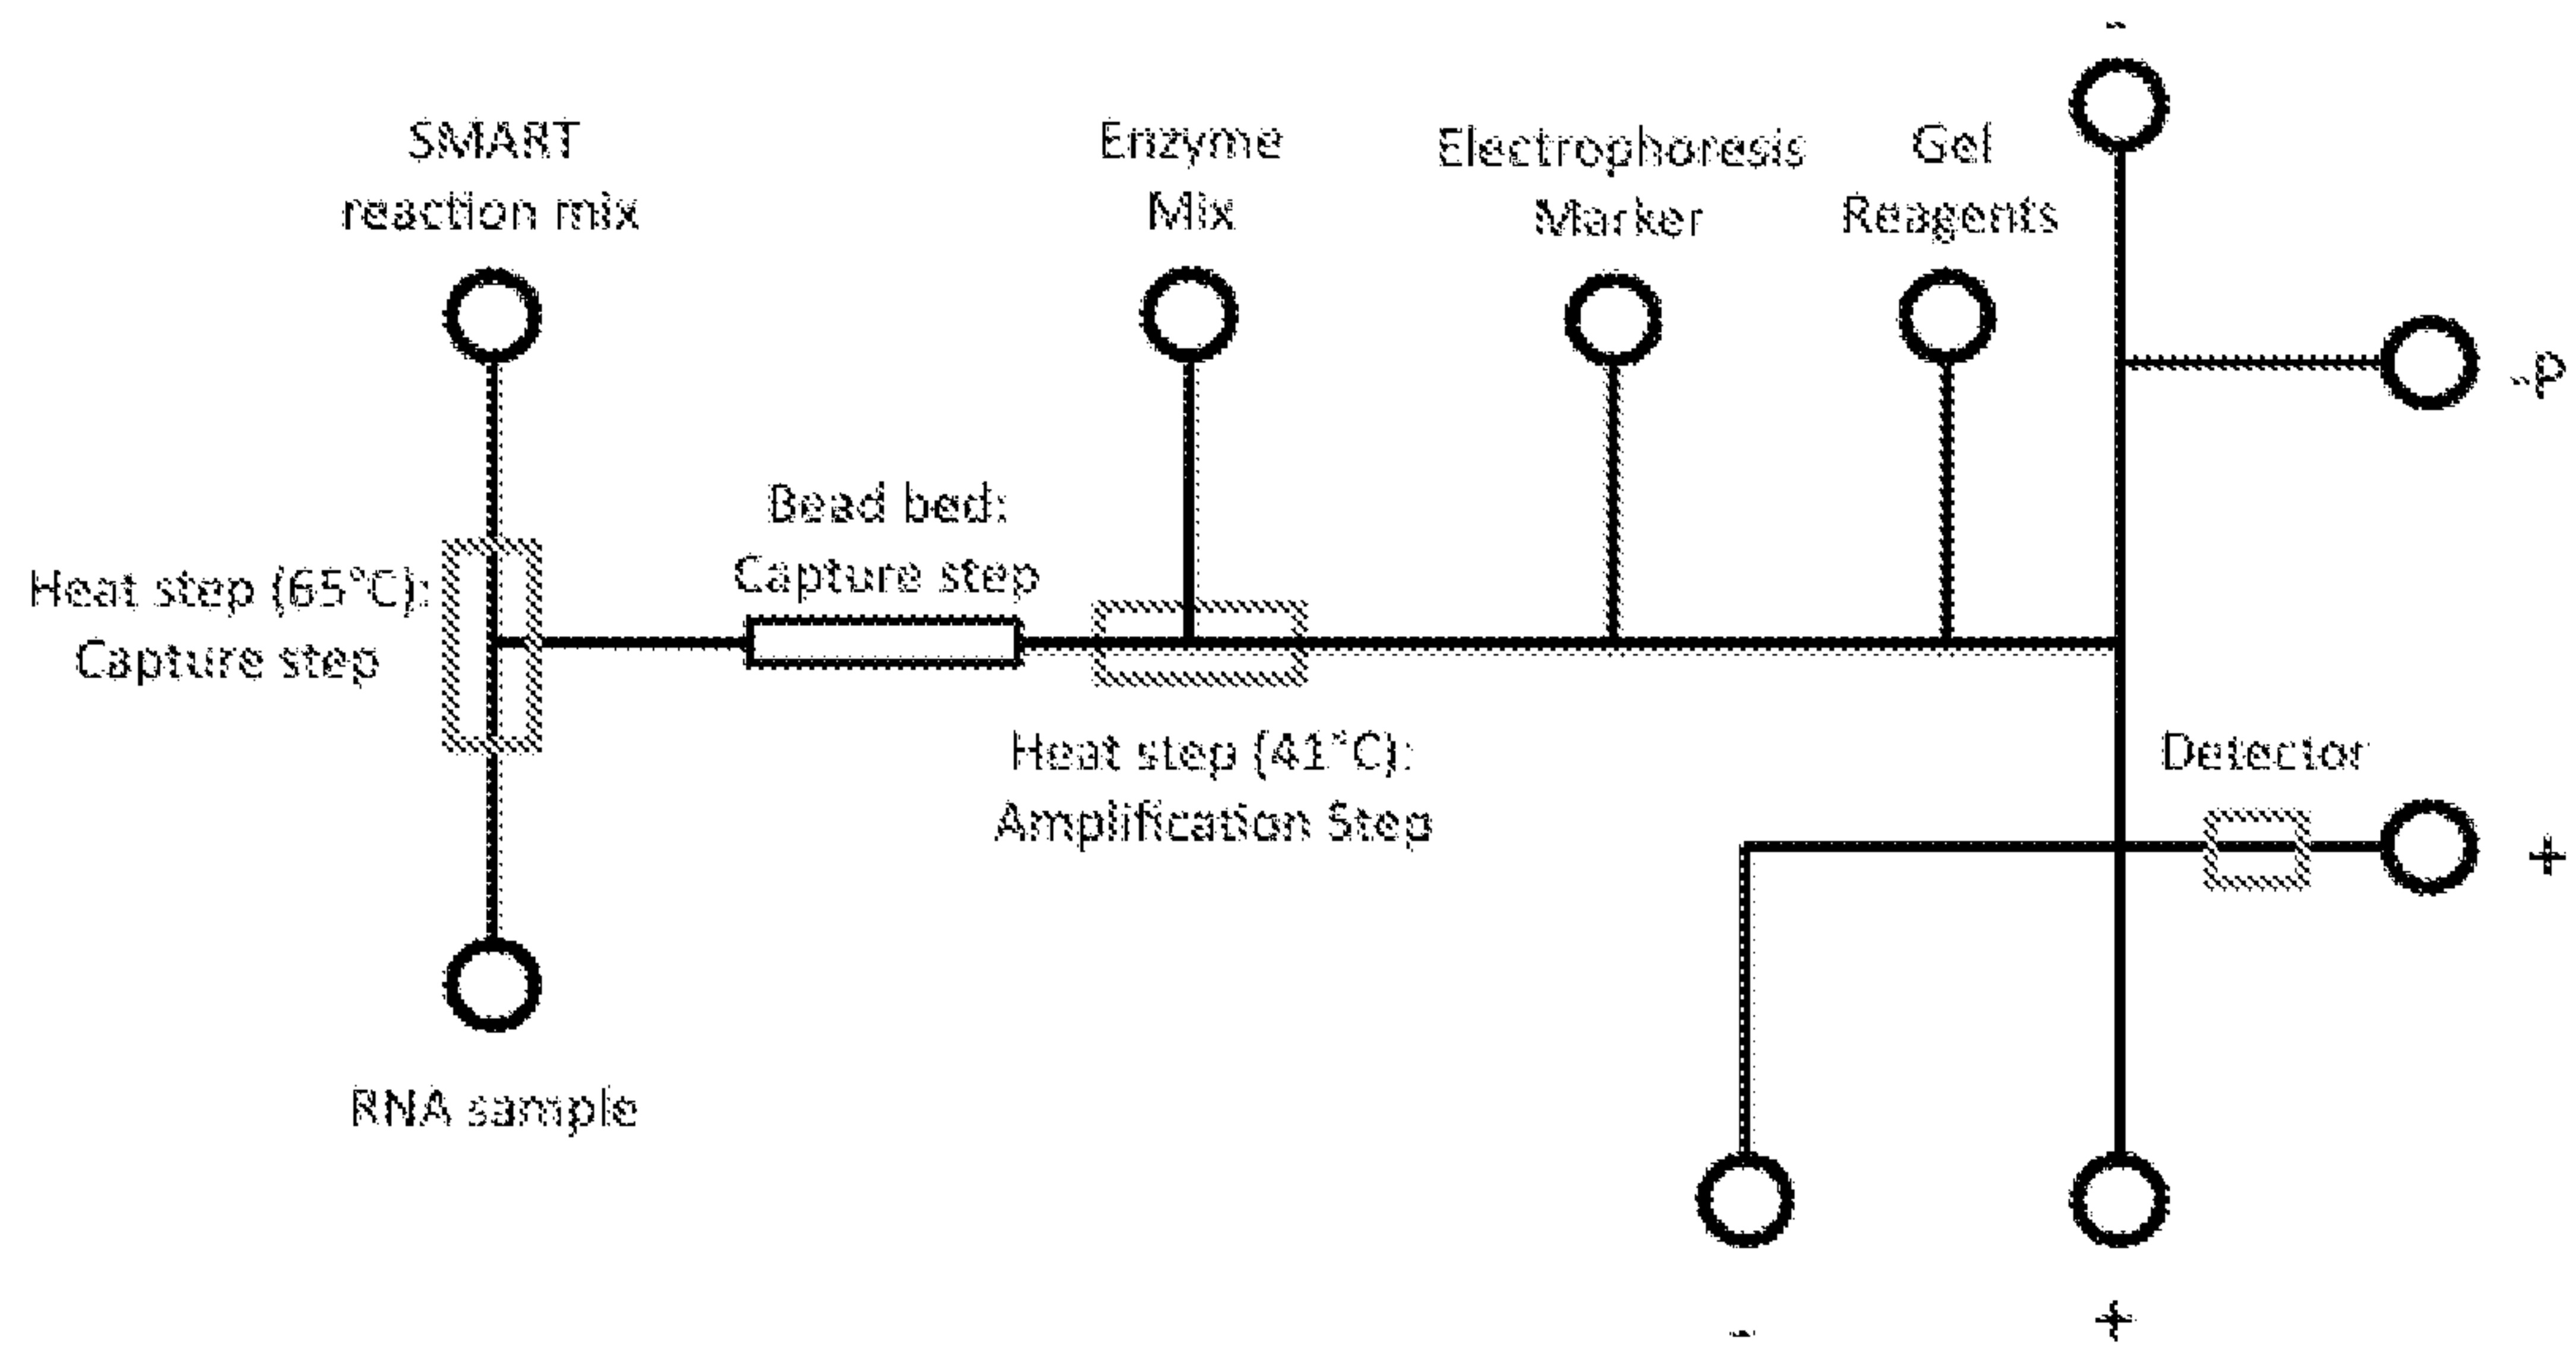 -
SMART
reaction mix
Enzyme
Mix
Electrophoresis
Marker
Gel
Reagents
-P
Bead bed:
Capture step
Heat step (65°C):
Capture step
Heat step (41°C):
Amplification Step
Detector
+
RNA sample
-
+